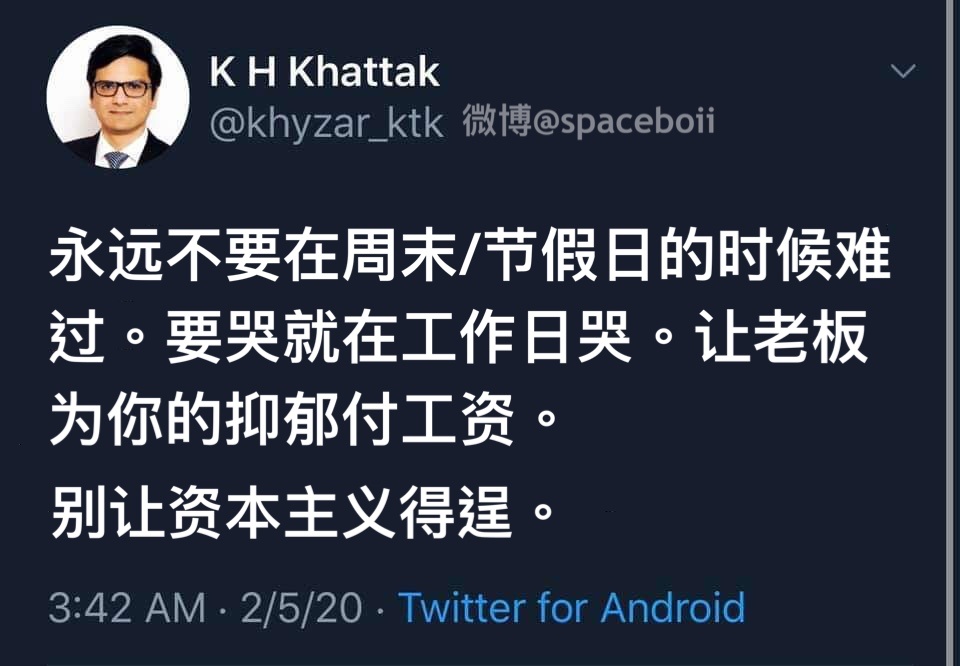 K H Khattak
@khyzar_ktk 微博@spaceboii
永远不要在周末/节假日的时候难
过。要哭就在工作日哭。让老板
为你的抑郁付工资。
别让资本主义得逞。
3:42 AM · 2/5/20 · Twitter for Android